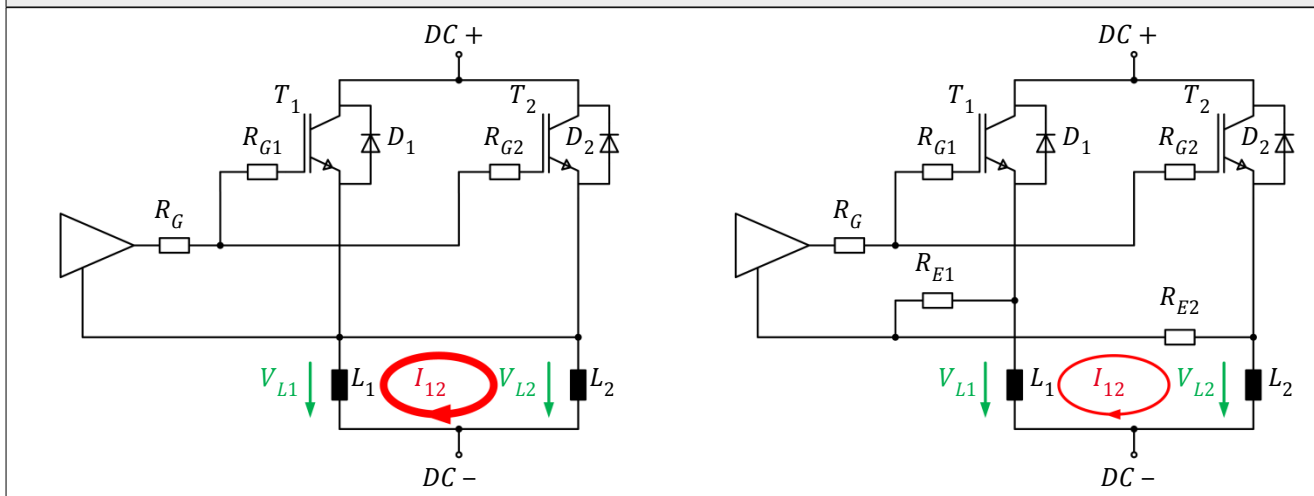 DC +
T1
T2
RG1
D1
RG2
D2
RG
VL1
L1
I12
VL2
L2
DC −
DC +
T1
T2
RG1
D1
RG2
D2
RG
RE1
RE2
VL1
L1
I12
VL2
L2
DC −